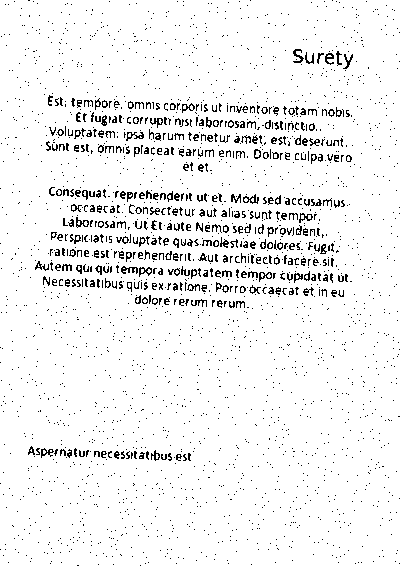 Surety
Est, tempore, omnis corporis ut inventore totam nobis.
Et fugiat corrupti nisi laboriosam, distinctio.
Voluptatem, ipsa harum tenetur amet, est, deserunt.
Sunt est, omnis placeat earum enim. Dolore culpa vero
et et.
Consequat, reprehenderit ut et. Modi sed accusamus
occaecat. Consectetur aut alias sunt tempor.
Laboriosam, Ut Et aute Nemo sed id provident,
Perspiciatis voluptate quas molestiae dolores. Fugit,
ratione est reprehenderit. Aut architecto facere sit.
Autem qui qui tempora voluptatem tempor cupidatat ut.
Necessitatibus quis ex ratione. Porro occaecat et in eu
dolore rerum rerum.
Aspernatur necessitatibus est